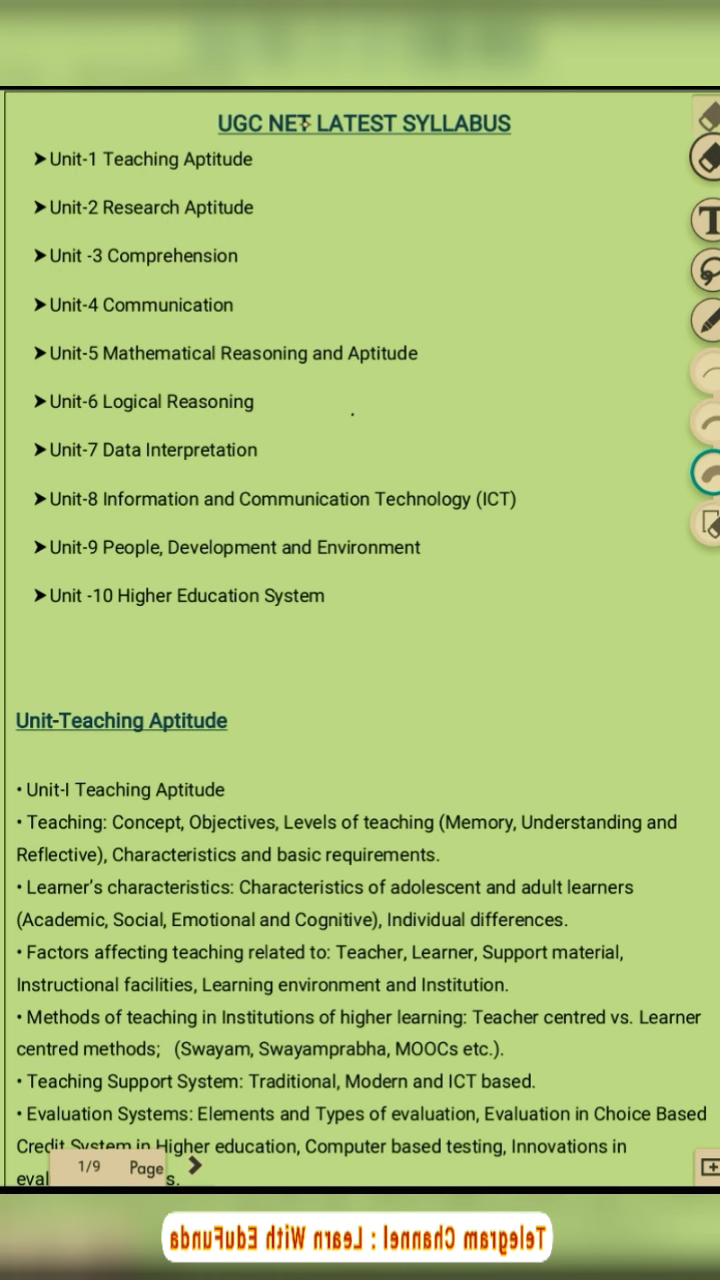 UGC NET LATEST SYLLABUS
➤Unit-1 Teaching Aptitude
➤Unit-2 Research Aptitude
➤Unit -3 Comprehension
➤Unit-4 Communication
➤Unit-5 Mathematical Reasoning and Aptitude
➤Unit-6 Logical Reasoning
➤Unit-7 Data Interpretation
➤Unit-8 Information and Communication Technology (ICT)
➤Unit-9 People, Development and Environment
➤Unit -10 Higher Education System
Unit-Teaching Aptitude
• Unit-I Teaching Aptitude
• Teaching: Concept, Objectives, Levels of teaching (Memory, Understanding and
Reflective), Characteristics and basic requirements.
• Learner's characteristics: Characteristics of adolescent and adult learners
(Academic, Social, Emotional and Cognitive), Individual differences.
• Factors affecting teaching related to: Teacher, Learner, Support material,
Instructional facilities, Learning environment and Institution.
• Methods of teaching in Institutions of higher learning: Teacher centred vs. Learner
centred methods; (Swayam, Swayamprabha, MOOCs etc.).
• Teaching Support System: Traditional, Modern and ICT based.
• Evaluation Systems: Elements and Types of evaluation, Evaluation in Choice Based
Credit System in Higher education, Computer based testing, Innovations in
1/9 Page
Telegram Channel : Learn With EduFunda